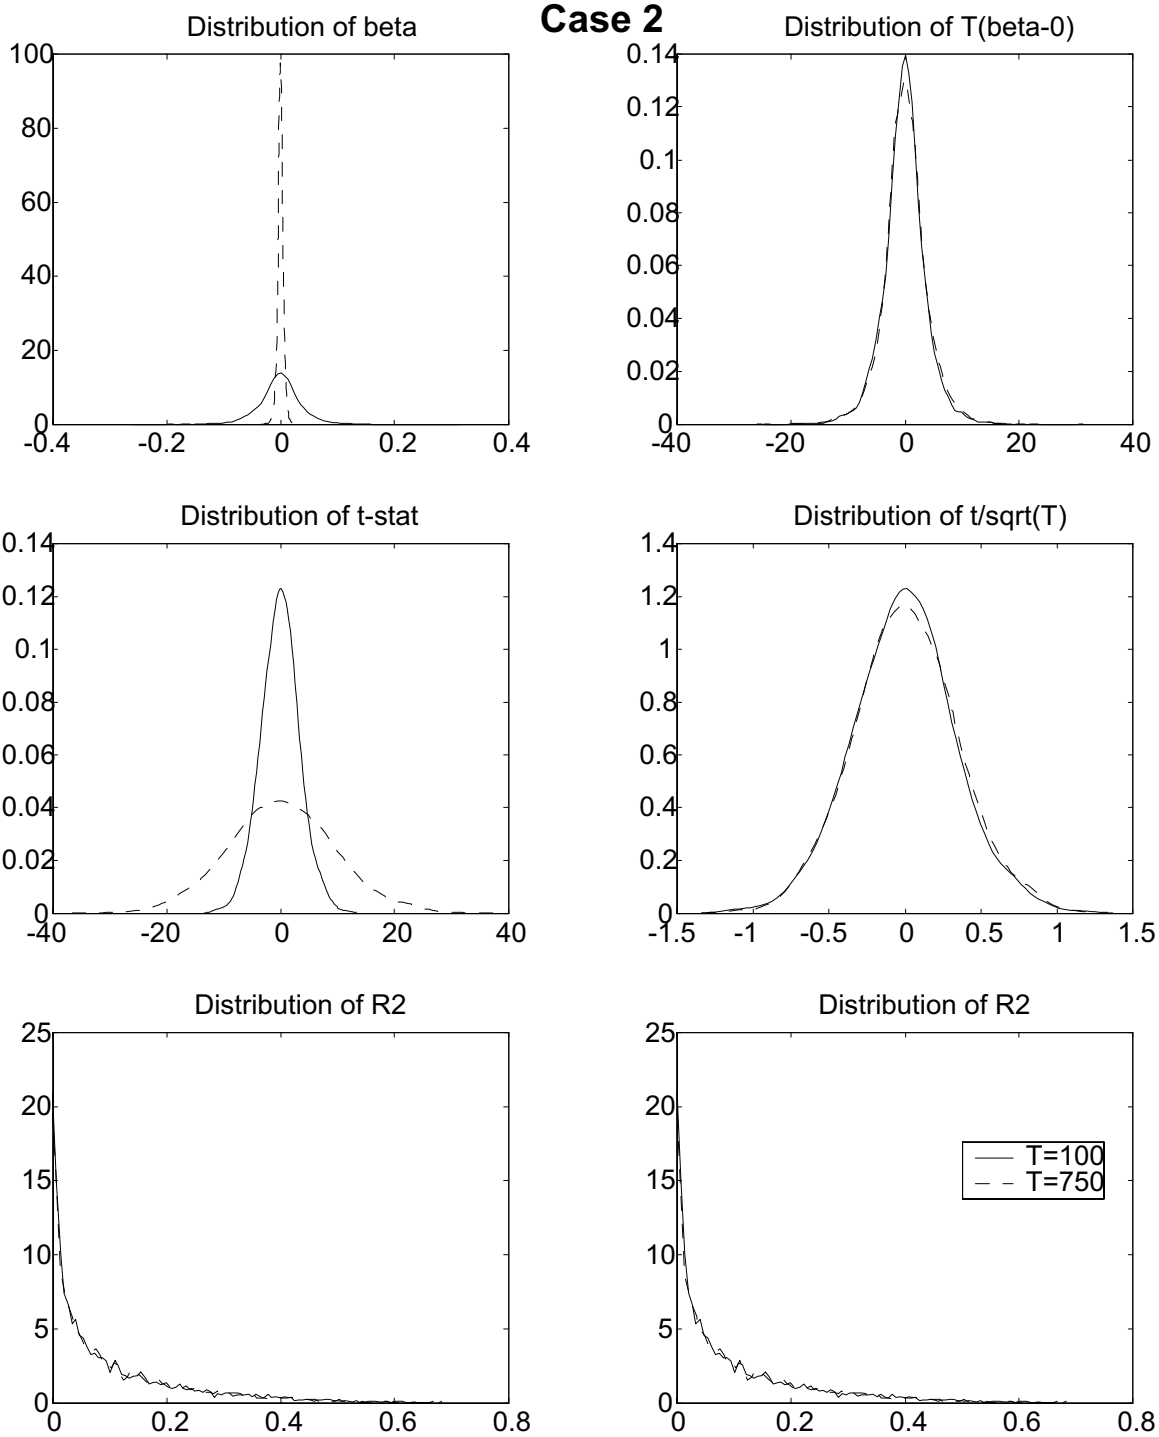 Case 2
Distribution of beta
100
80
60
40
20
0
-0.4 -0.2 0 0.2 0.4
Distribution of T(beta-0)
0.14
0.12
0.1
0.08
0.06
0.04
0.02
0
-40 -20 0 20 40
Distribution of t-stat
0.14
0.12
0.1
0.08
0.06
0.04
0.02
0
-40 -20 0 20 40
Distribution of t/sqrt(T)
1.4
1.2
1
0.8
0.6
0.4
0.2
0
-1.5 -1 -0.5 0 0.5 1 1.5
Distribution of R2
25
20
15
10
5
0
0 0.2 0.4 0.6 0.8
Distribution of R2
25
20
15
10
5
0
0 0.2 0.4 0.6 0.8
T=100
T=750